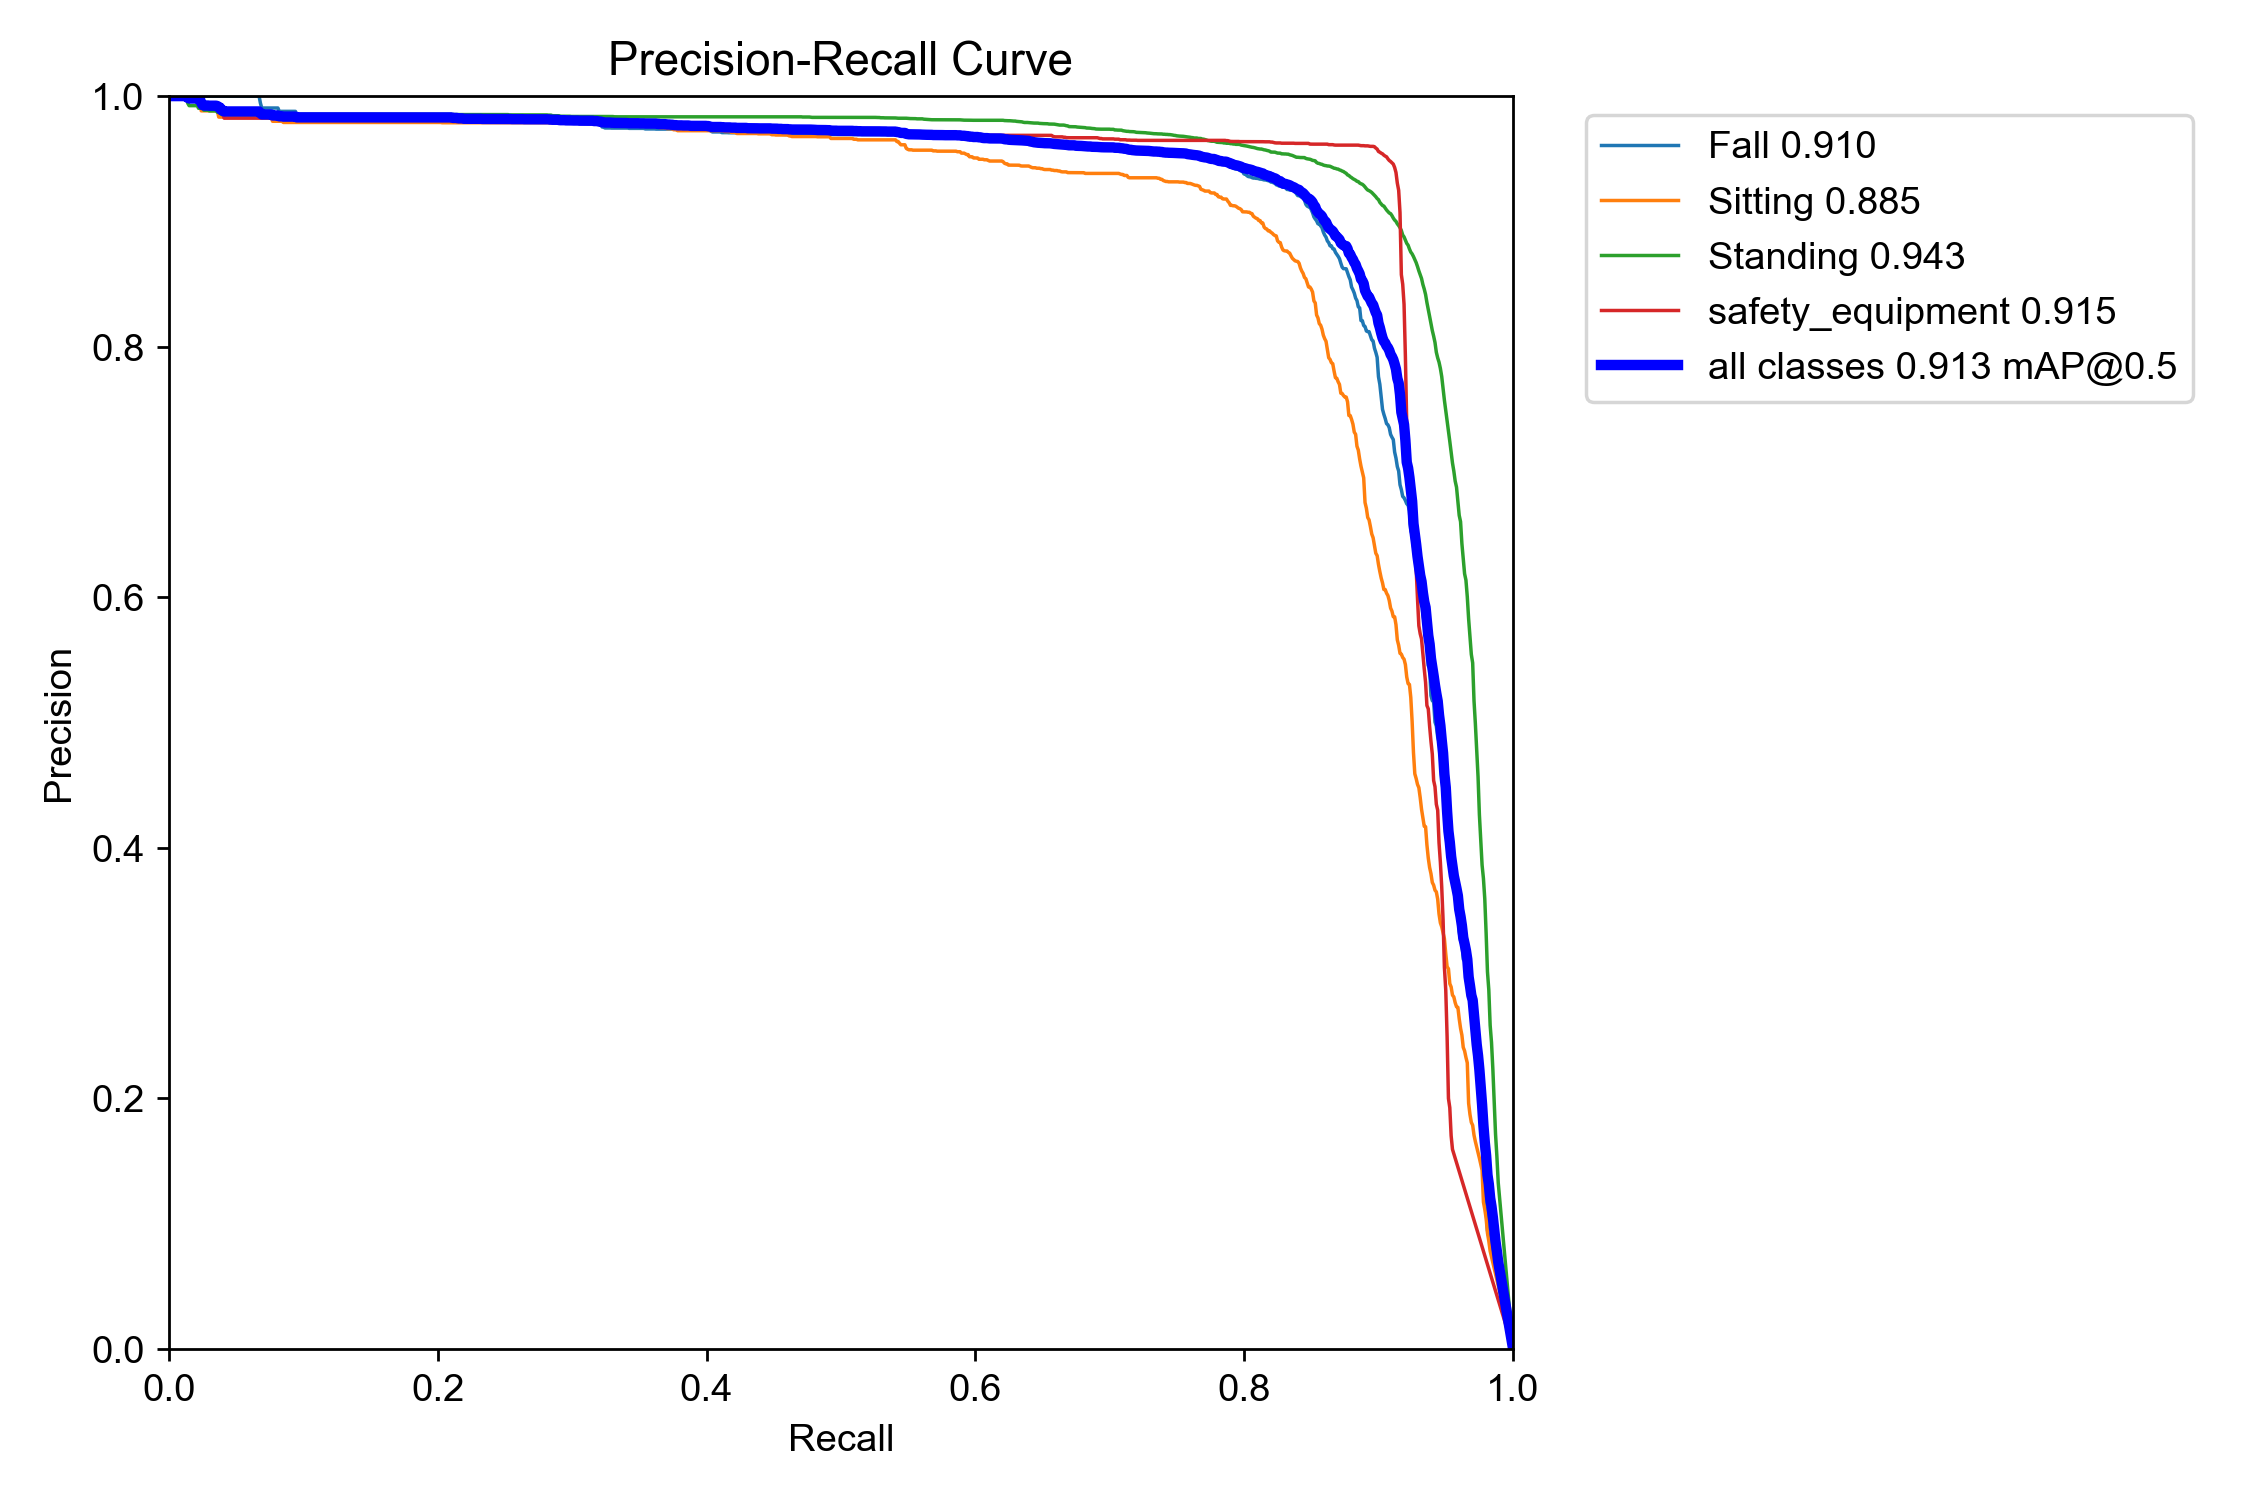 Precision-Recall Curve
1.0
0.8
0.6
0.4
0.2
0.0
Precision
0.0 0.2 0.4 0.6 0.8 1.0
Recall
Fall 0.910
Sitting 0.885
Standing 0.943
safety_equipment 0.915
all classes 0.913 mAP@0.5